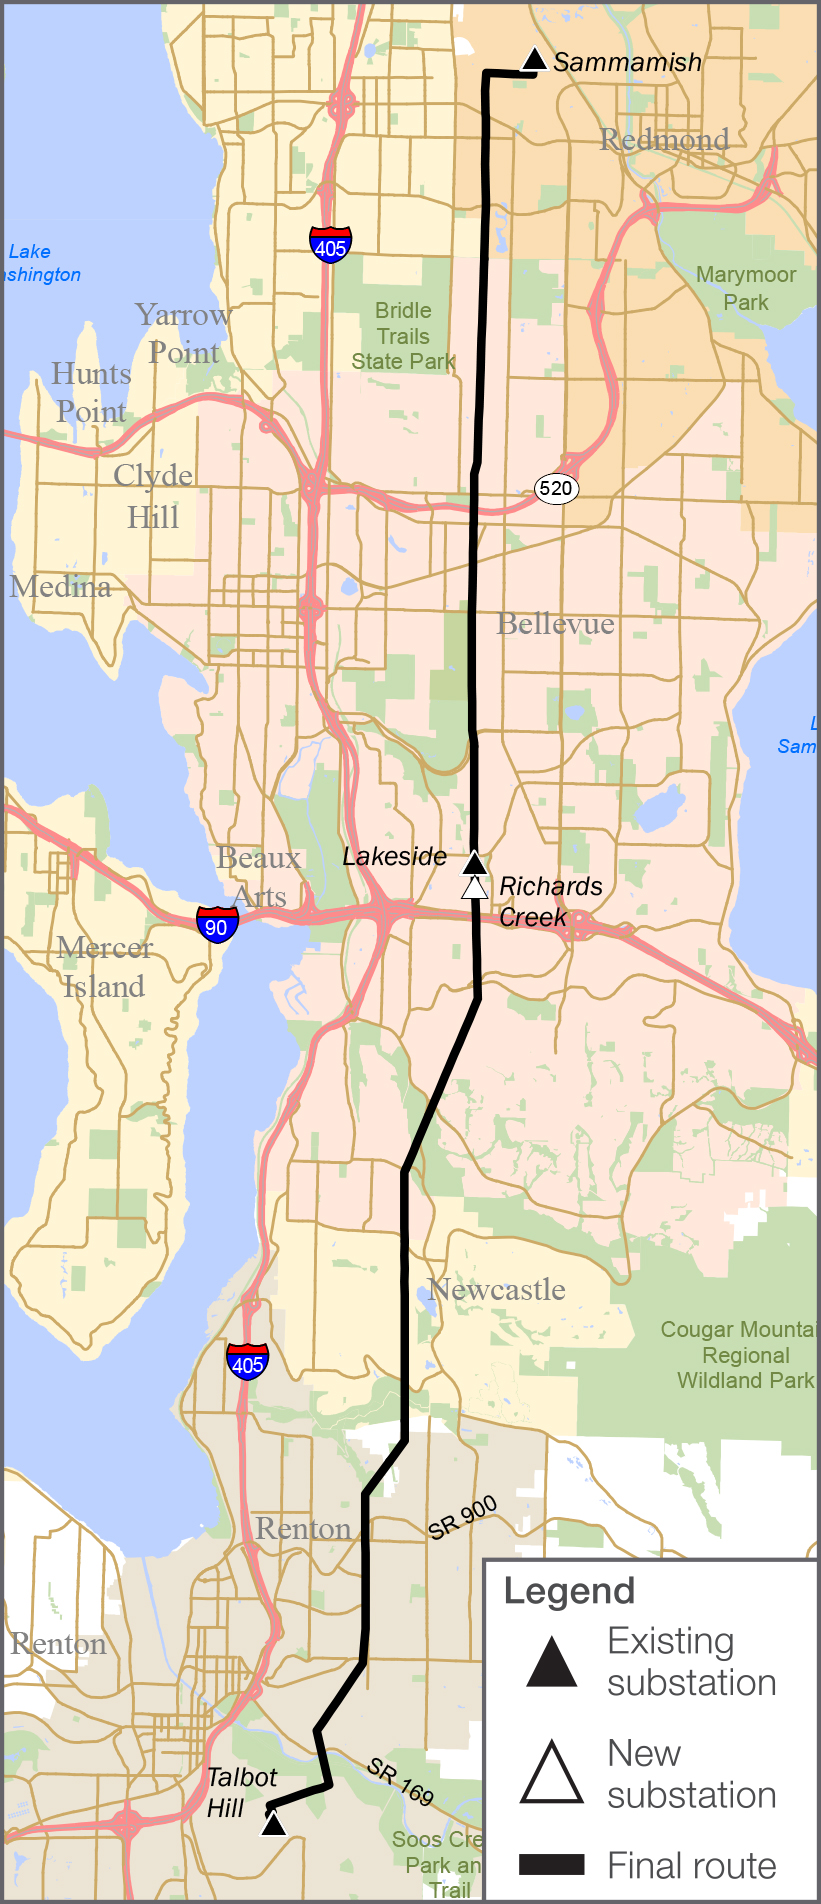 Sammamish
Redmond
405
Lake
ashington
Marymoor
Park
Bridle
Trails
State Park
Yarrow
Point
Hunts
Point
Clyde
Hill
520
Medina
Bellevue
L
Sam
Lakeside
Beaux
Arts
Richards
Creek
90
Mercer
Island
Newcastle
Cougar Mountai
Regional
Wildland Park
405
SR 900
Renton
Renton
Talbot
Hill
SR 169
Soos Cre
Park an
Trail
Legend
Existing
substation
New
substation
Final route